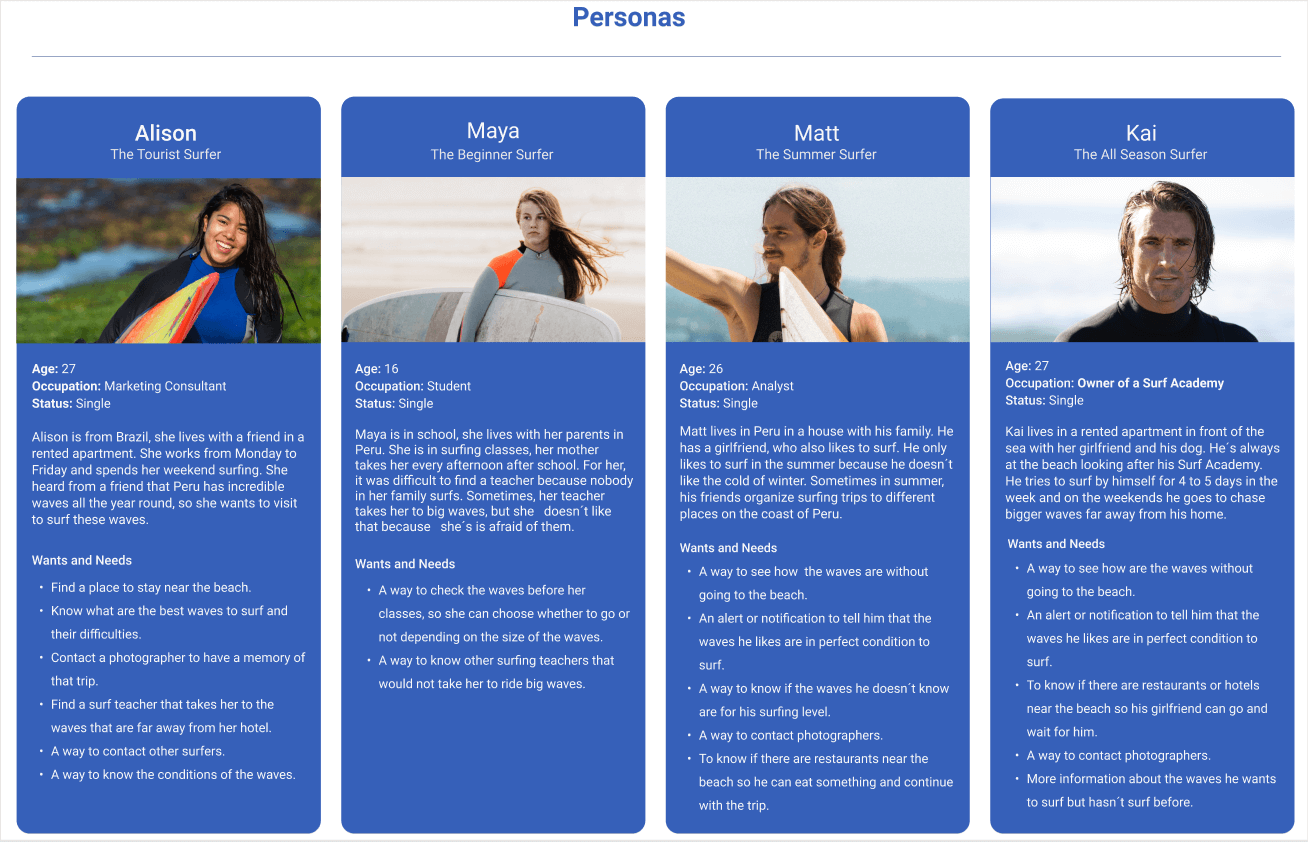 Personas
Alison
The Tourist Surfer
Age: 27
Occupation: Marketing Consultant
Status: Single
Alison is from Brazil, she lives with a friend in a
rented apartment. She works from Monday to
Friday and spends her weekend surfing. She
heard from a friend that Peru has incredible
waves all the year round, so she wants to visit
to surf these waves.
Wants and Needs
• Find a place to stay near the beach.
• Know what are the best waves to surf and
their difficulties.
• Contact a photographer to have a memory of
that trip.
• Find a surf teacher that takes her to the
waves that are far away from her hotel.
• A way to contact other surfers.
• A way to know the conditions of the waves.
Maya
The Beginner Surfer
Age: 16
Occupation: Student
Status: Single
Maya is in school, she lives with her parents in
Peru. She is in surfing classes, her mother
takes her every afternoon after school. For her,
it was difficult to find a teacher because nobody
in her family surfs. Sometimes, her teacher
takes her to big waves, but she doesn´t like
that because she´s is afraid of them.
Wants and Needs
• A way to check the waves before her
classes, so she can choose whether to go or
not depending on the size of the waves.
• A way to know other surfing teachers that
would not take her to ride big waves.
Matt
The Summer Surfer
Age: 26
Occupation: Analyst
Status: Single
Matt lives in Peru in a house with his family. He
has a girlfriend, who also likes to surf. He only
likes to surf in the summer because he doesn´t
like the cold of winter. Sometimes in summer,
his friends organize surfing trips to different
places on the coast of Peru.
Wants and Needs
• A way to see how the waves are without
going to the beach.
• An alert or notification to tell him that the
waves he likes are in perfect condition to
surf.
• A way to know if the waves he doesn´t know
are for his surfing level.
• A way to contact photographers.
• To know if there are restaurants near the
beach so he can eat something and continue
with the trip.
Kai
The All Season Surfer
Age: 27
Occupation: Owner of a Surf Academy
Status: Single
Kai lives in a rented apartment in front of the
sea with her girlfriend and his dog. He´s always
at the beach looking after his Surf Academy.
He tries to surf by himself for 4 to 5 days in the
week and on the weekends he goes to chase
bigger waves far away from his home.
Wants and Needs
• A way to see how are the waves without
going to the beach.
• An alert or notification to tell him that the
waves he likes are in perfect condition to
surf.
• To know if there are restaurants or hotels
near the beach so his girlfriend can go and
wait for him.
• A way to contact photographers.
• More information about the waves he wants
to surf but hasn´t surf before.